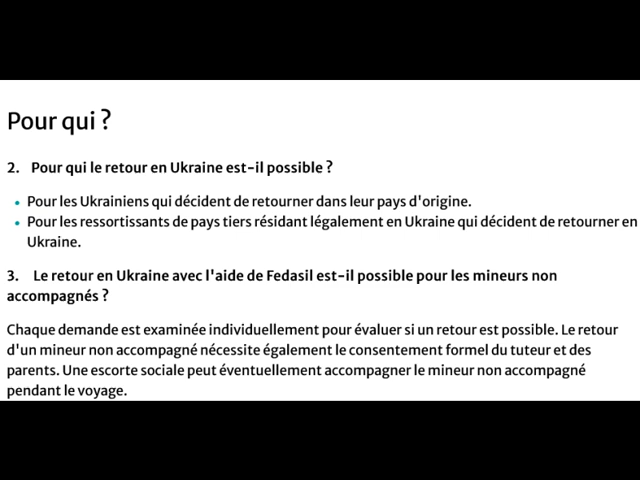 Pour qui ?
2. Pour qui le retour en Ukraine est-il possible ?
• Pour les Ukrainiens qui décident de retourner dans leur pays d'origine.
• Pour les ressortissants de pays tiers résidant légalement en Ukraine qui décident de retourner en
Ukraine.
3. Le retour en Ukraine avec l'aide de Fedasil est-il possible pour les mineurs non
accompagnés ?
Chaque demande est examinée individuellement pour évaluer si un retour est possible. Le retour
d'un mineur non accompagné nécessite également le consentement formel du tuteur et des
parents. Une escorte sociale peut éventuellement accompagner le mineur non accompagné
pendant le voyage.